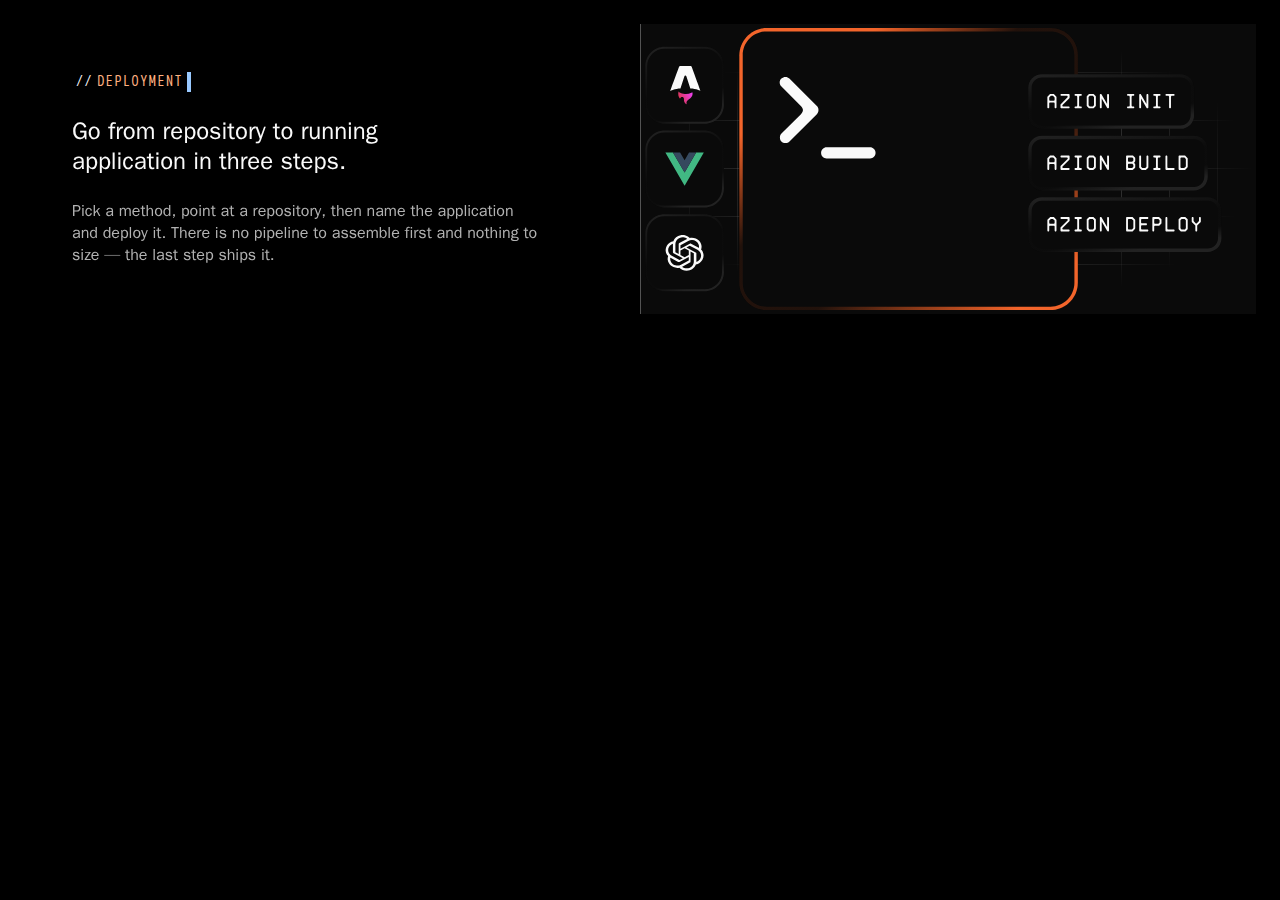 // DEPLOYMENT
Go from repository to running
application in three steps.
Pick a method, point at a repository, then name the application
and deploy it. There is no pipeline to assemble first and nothing to
size — the last step ships it.
AZION INIT
AZION BUILD
AZION DEPLOY